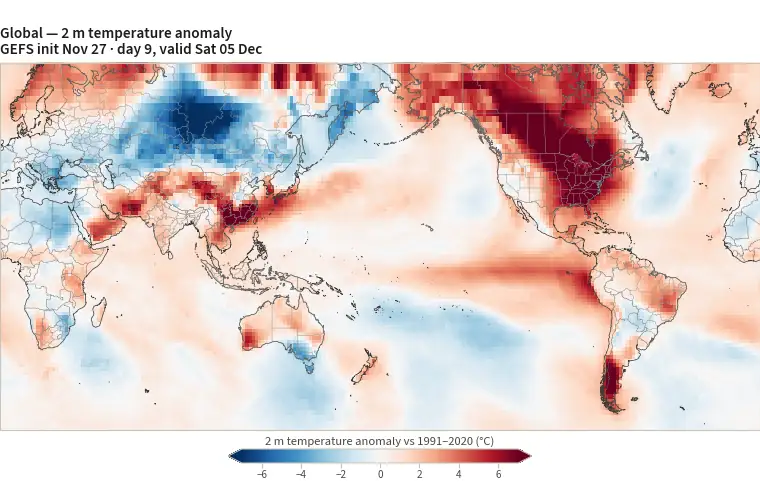 Global — 2 m temperature anomaly
GEFS init Nov 27 · day 9, valid Sat 05 Dec
2 m temperature anomaly vs 1991–2020 (°C)
−6 −4 −2 0 2 4 6